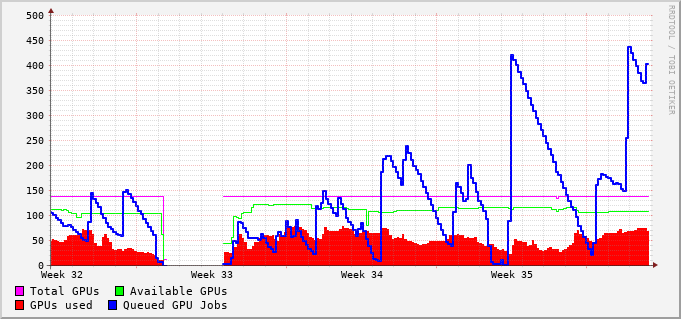 500
450
400
350
300
250
200
150
100
50
0
Week 32 Week 33 Week 34 Week 35
Total GPUs Available GPUs
GPUs used Queued GPU Jobs
RRDTOOL / TOBI OETIKER